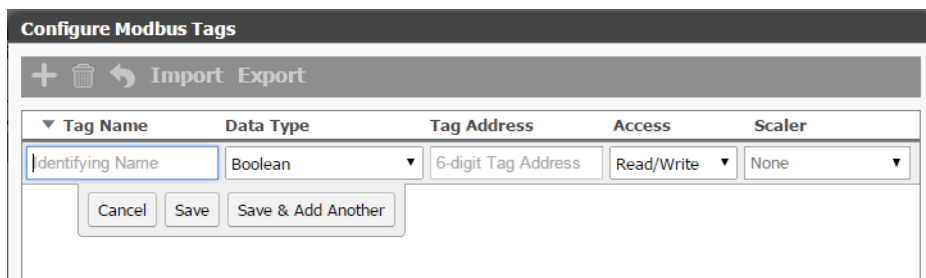 Configure Modbus Tags
Import Export
Tag Name Data Type Tag Address Access Scaler
Identifying Name Boolean 6-digit Tag Address Read/Write None
Cancel Save Save & Add Another